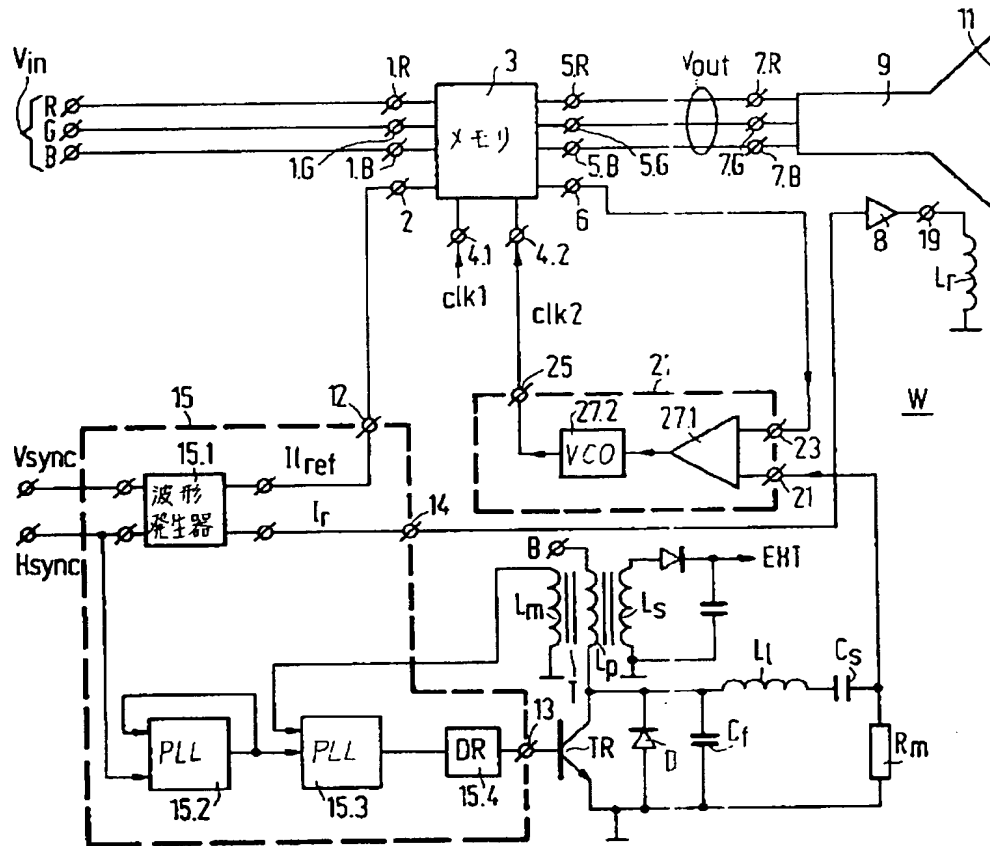 Vin
R
G
B
1.R
1.G
1.B
2
3
メモリ
4.1
4.2
clk1
clk2
5.R
5.G
5.B
6
Vout
7.R
7.G
7.B
9
11
8
19
Lr
W
25
27.2
VCO
27.1
23
21
12
15
15.1
波形
発生器
Vsync
Hsync
Ilref
Ir
14
B
Lm
T
Lp
Ls
EHT
Ll
Cs
PLL
15.2
PLL
15.3
DR
15.4
13
TR
D
Cf
Rm